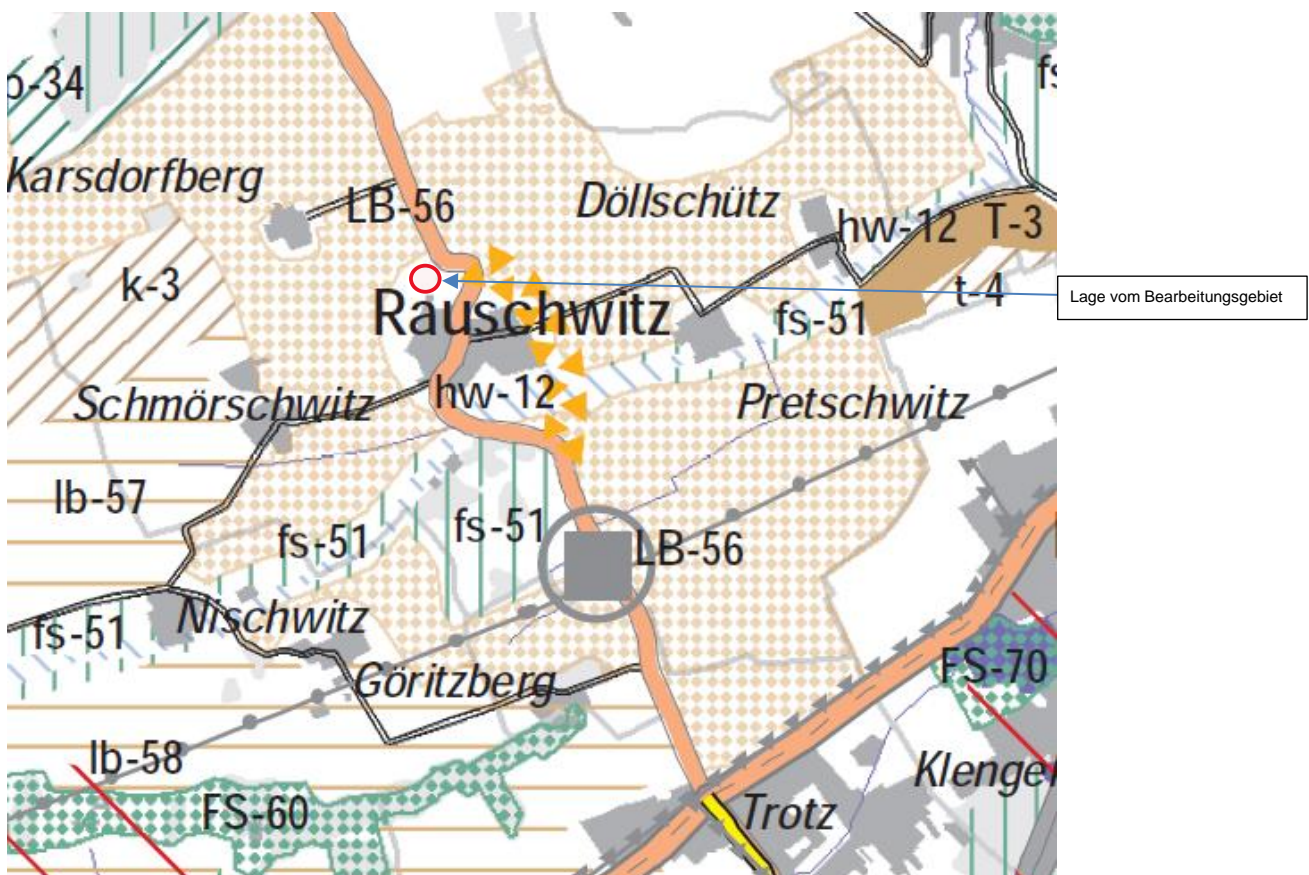 p-34
fs
Karsdorfberg
LB-56
Döllschütz
hw-12
T-3
k-3
t-4
Lage vom Bearbeitungsgebiet
Rauschwitz
fs-51
Schmörschwitz
hw-12
Pretschwitz
lb-57
fs-51
fs-51
LB-56
fs-51
Nischwitz
Göritzberg
FS-70
lb-58
Klengel
FS-60
Trotz